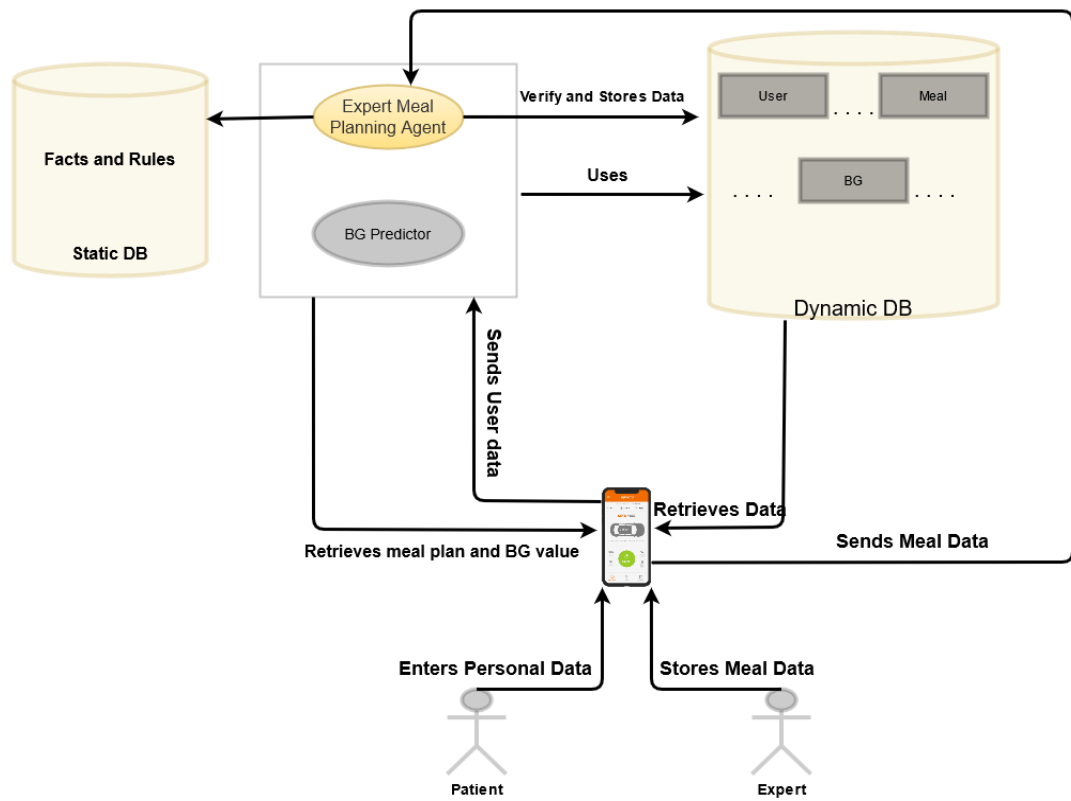 Expert Meal
Planning Agent
Verify and Stores Data
User
. . . .
Meal
Facts and Rules
Uses
. . . .
BG
. . . .
BG Predictor
Static DB
Dynamic DB
Sends User data
Retrieves Data
Retrieves meal plan and BG value
Sends Meal Data
Enters Personal Data
Stores Meal Data
Patient
Expert